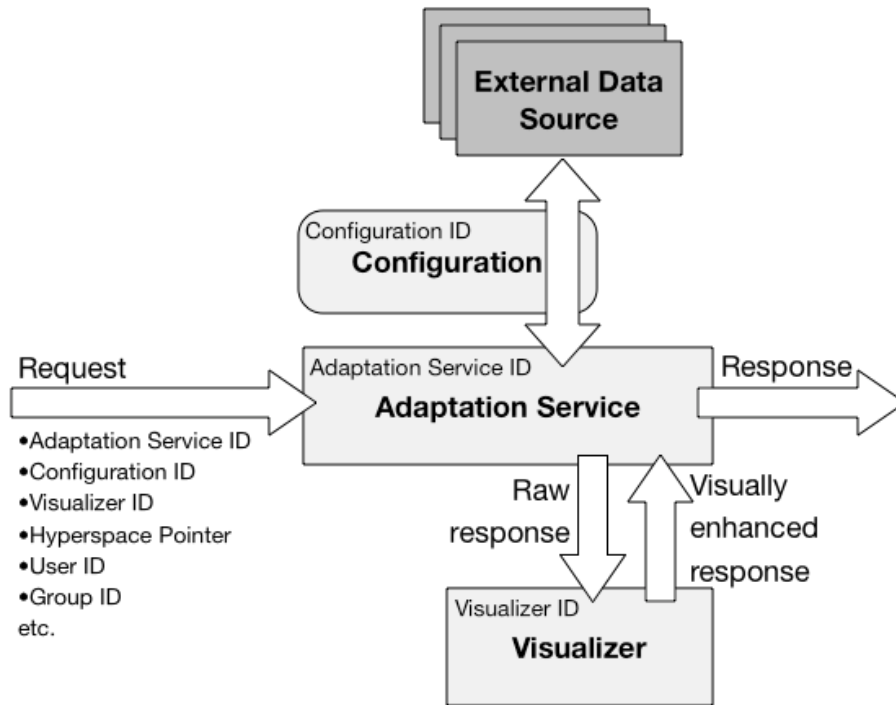 External Data
Source
Configuration ID
Configuration
Request
Adaptation Service ID
Adaptation Service
Response
•Adaptation Service ID
•Configuration ID
•Visualizer ID
•Hyperspace Pointer
•User ID
•Group ID
etc.
Raw
response
Visually
enhanced
response
Visualizer ID
Visualizer